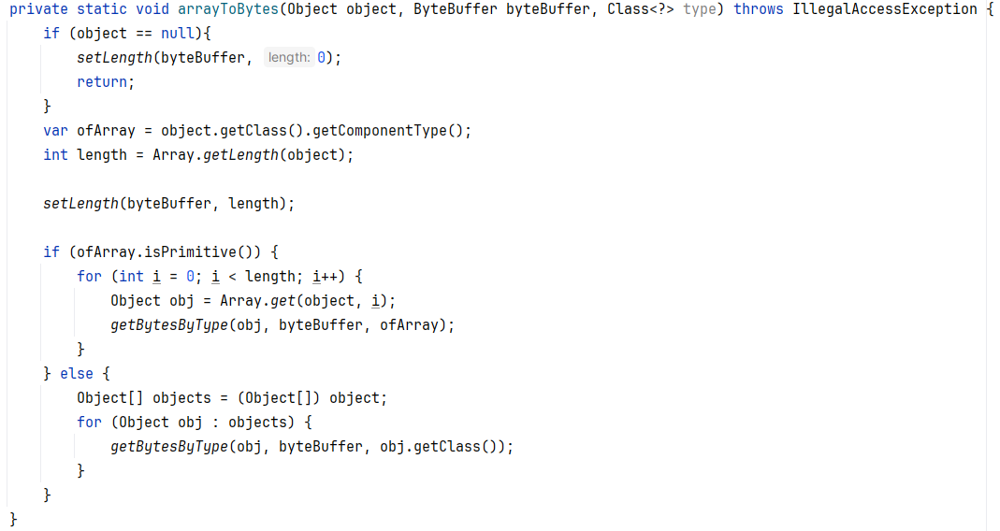 private static void arrayToBytes(Object object, ByteBuffer byteBuffer, Class<?> type) throws IllegalAccessException {
    if (object == null){
        setLength(byteBuffer, length: 0);
        return;
    }
    var ofArray = object.getClass().getComponentType();
    int length = Array.getLength(object);

    setLength(byteBuffer, length);

    if (ofArray.isPrimitive()) {
        for (int i = 0; i < length; i++) {
            Object obj = Array.get(object, i);
            getBytesByType(obj, byteBuffer, ofArray);
        }
    } else {
        Object[] objects = (Object[]) object;
        for (Object obj : objects) {
            getBytesByType(obj, byteBuffer, obj.getClass());
        }
    }
}